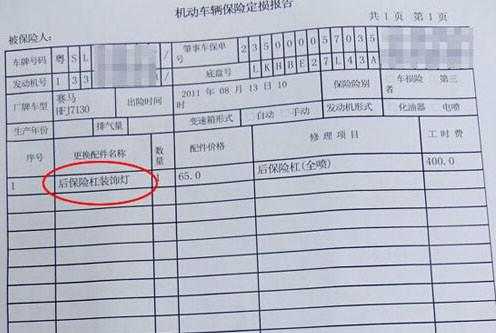 机动车辆保险定损报告
共 1 页 第 1 页
被保险人：
车牌号码 粤 S L 肇事车保单号 2 3 5 0 0 0 0 5 7 0 3 5
发动机号 1 3 3 底盘号 L K H B E 2 7 L 4 3 A
厂牌车型 赛马 HFJ7130 出险时间 2011 年 08 月 13 日 10 时 保险险别 车损险 第三者
生产年份 排气量 变速箱形式 自动 手动 发动机形式 化油器 电喷
序号 更换配件名称 数量 配件价格 修 理 项 目 工 时 费
1 后保险杠装饰灯 1 65.0 后保险杠(全喷) 400.0